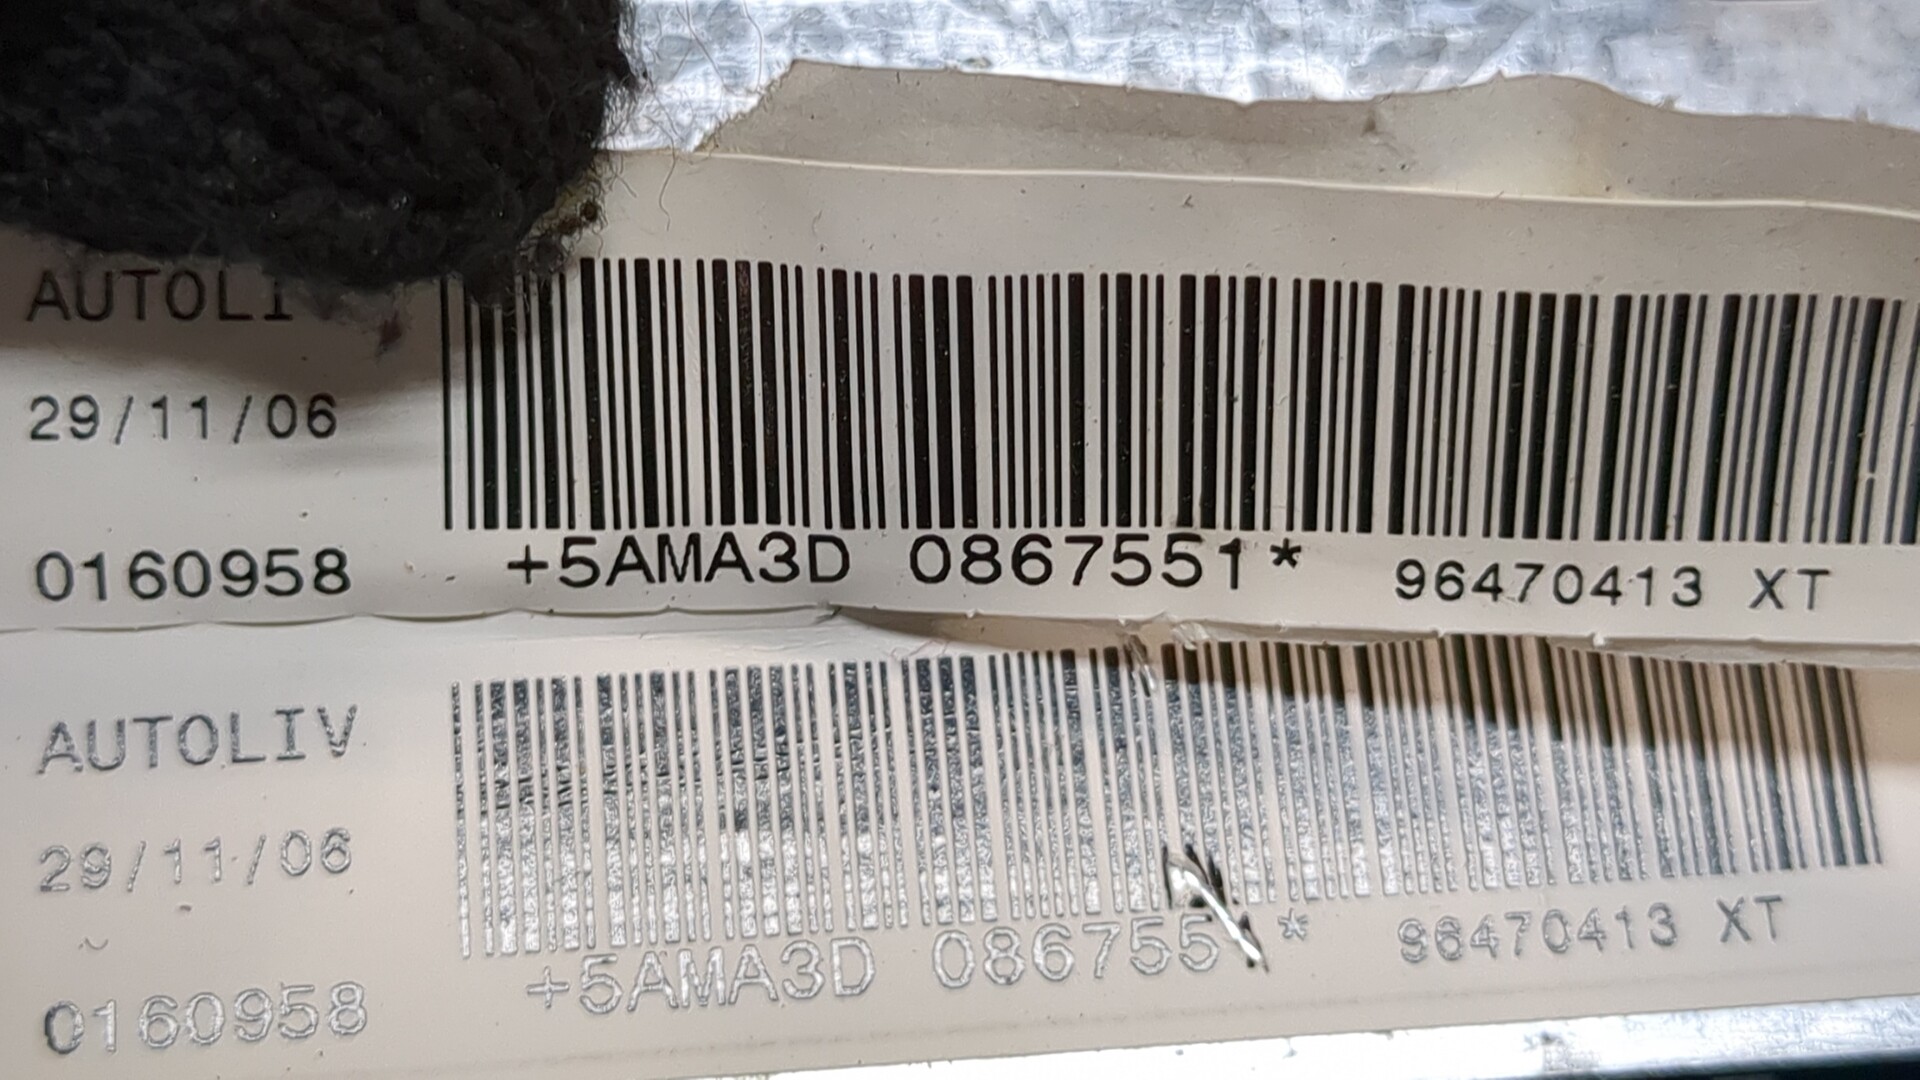 AUTOLI
29/11/06
0160958 +5AMA3D 0867551* 96470413 XT
AUTOLIV
29/11/06
0160958 +5AMA3D 086755 * 96470413 XT